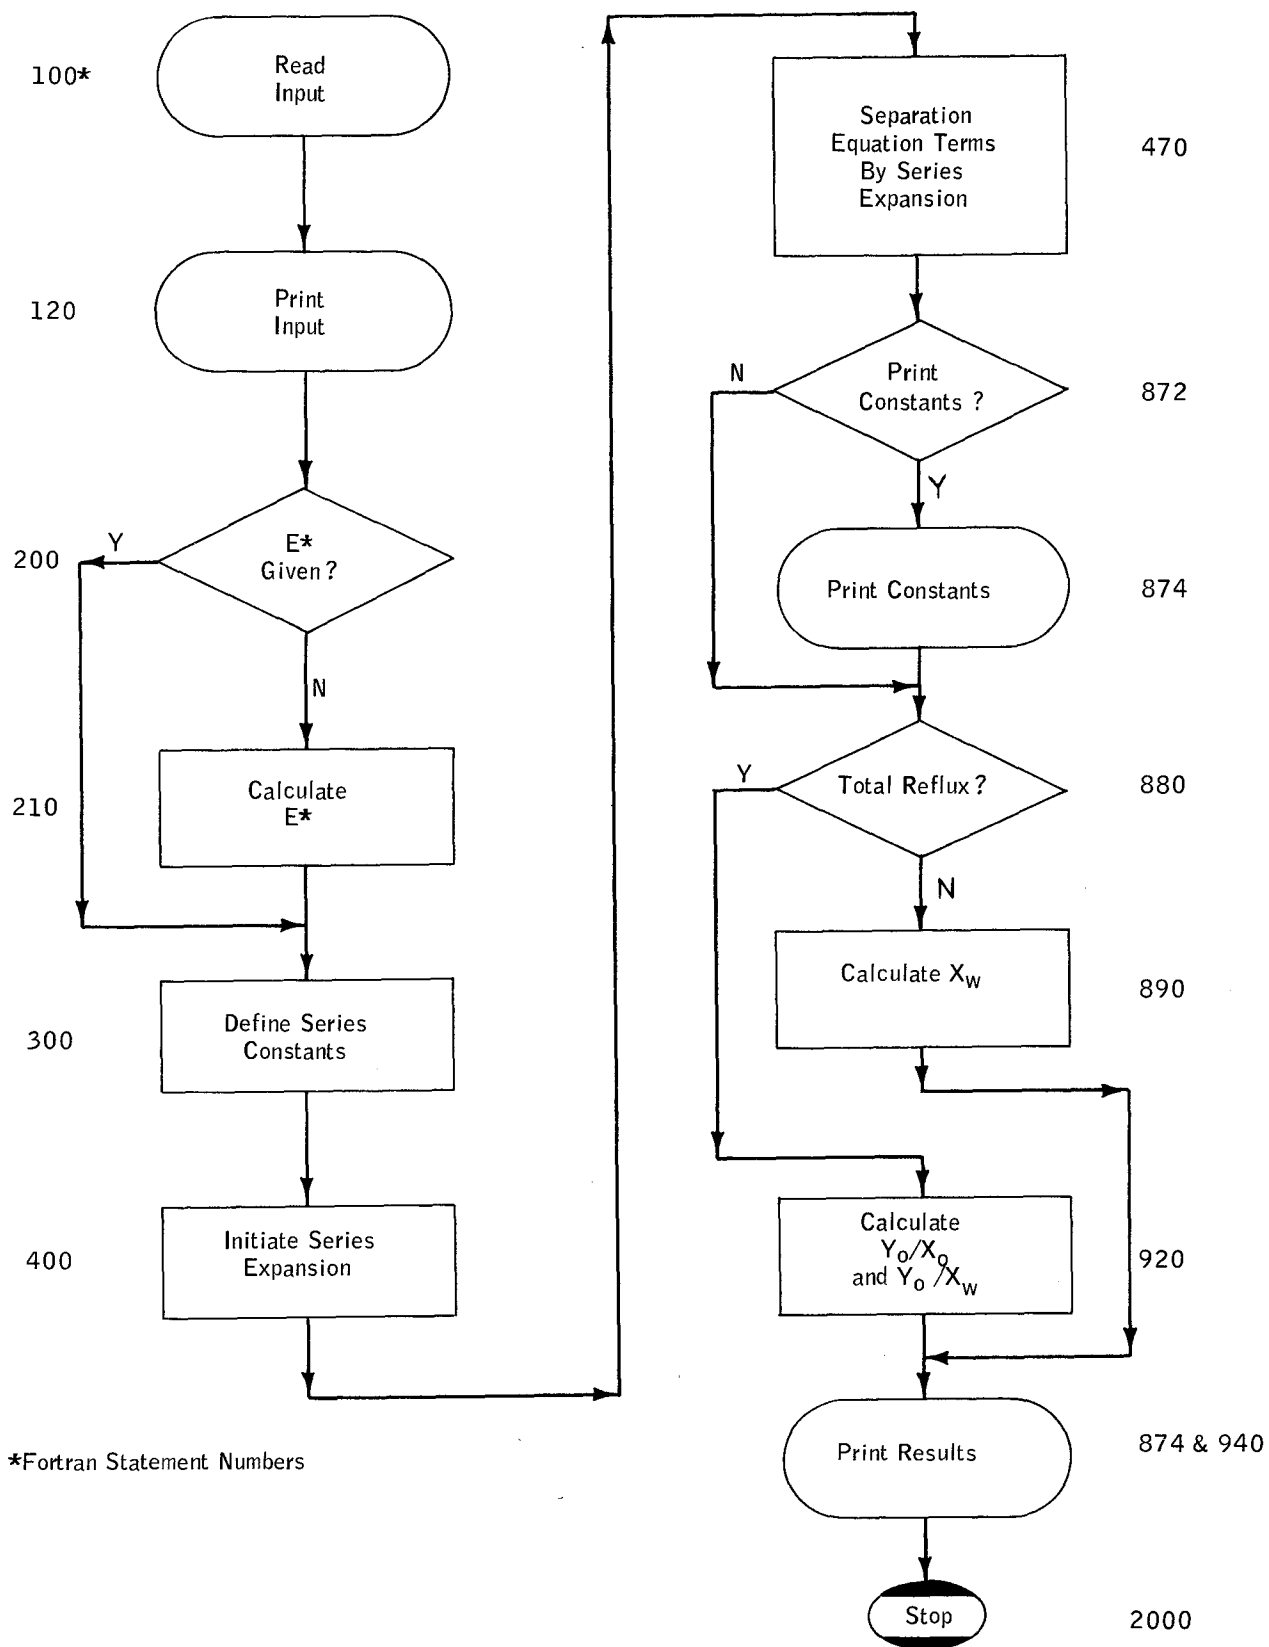 100*
Read
Input
120
Print
Input
200
Y
E*
Given?
N
210
Calculate
E*
300
Define Series
Constants
400
Initiate Series
Expansion
*Fortran Statement Numbers
Separation
Equation Terms
By Series
Expansion
470
N
Print
Constants ?
872
Y
Print Constants
874
Y
Total Reflux ?
880
N
Calculate Xw
890
Calculate
Yo/Xo
and Yo /Xw
920
Print Results
874 & 940
Stop
2000